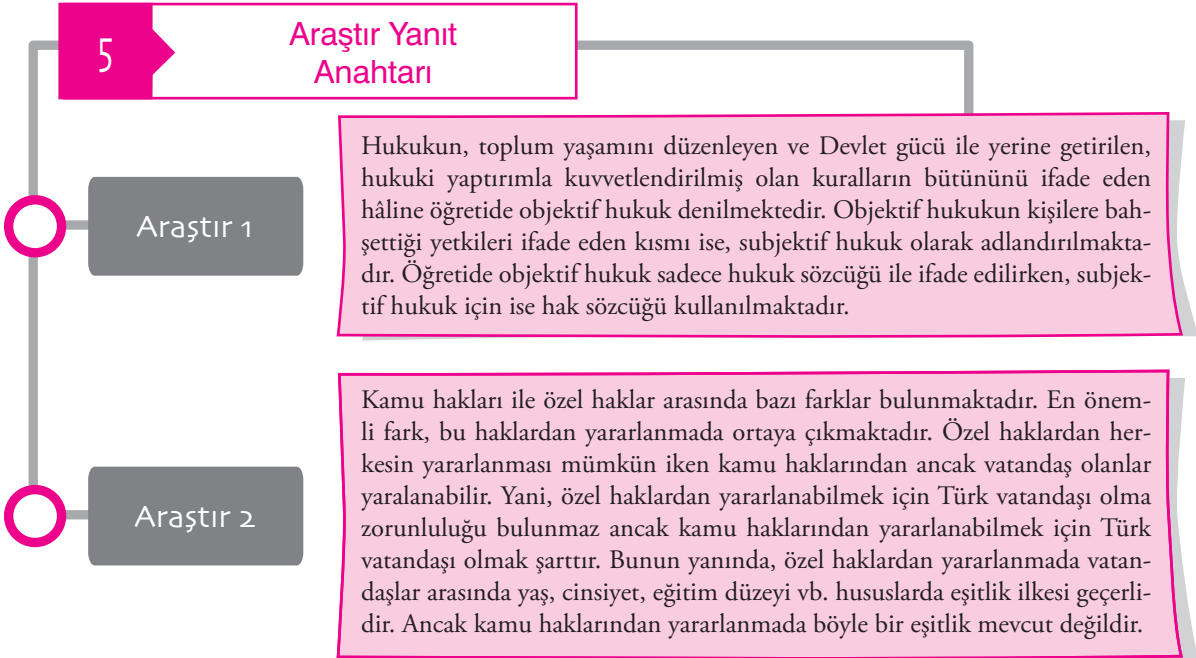 5
Araştır Yanıt
Anahtarı
Araştır 1
Hukukun, toplum yaşamını düzenleyen ve Devlet gücü ile yerine getirilen,
hukuki yaptırımla kuvvetlendirilmiş olan kuralların bütününü ifade eden
hâline öğretide objektif hukuk denilmektedir. Objektif hukukun kişilere bah-
şettiği yetkileri ifade eden kısmı ise, subjektif hukuk olarak adlandırılmakta-
dır. Öğretide objektif hukuk sadece hukuk sözcüğü ile ifade edilirken, subjek-
tif hukuk için ise hak sözcüğü kullanılmaktadır.
Araştır 2
Kamu hakları ile özel haklar arasında bazı farklar bulunmaktadır. En önem-
li fark, bu haklardan yararlanmada ortaya çıkmaktadır. Özel haklardan her-
kesin yararlanması mümkün iken kamu haklarından ancak vatandaş olanlar
yaralanabilir. Yani, özel haklardan yararlanabilmek için Türk vatandaşı olma
zorunluluğu bulunmaz ancak kamu haklarından yararlanabilmek için Türk
vatandaşı olmak şarttır. Bunun yanında, özel haklardan yararlanmada vatan-
daşlar arasında yaş, cinsiyet, eğitim düzeyi vb. hususlarda eşitlik ilkesi geçerli-
dir. Ancak kamu haklarından yararlanmada böyle bir eşitlik mevcut değildir.